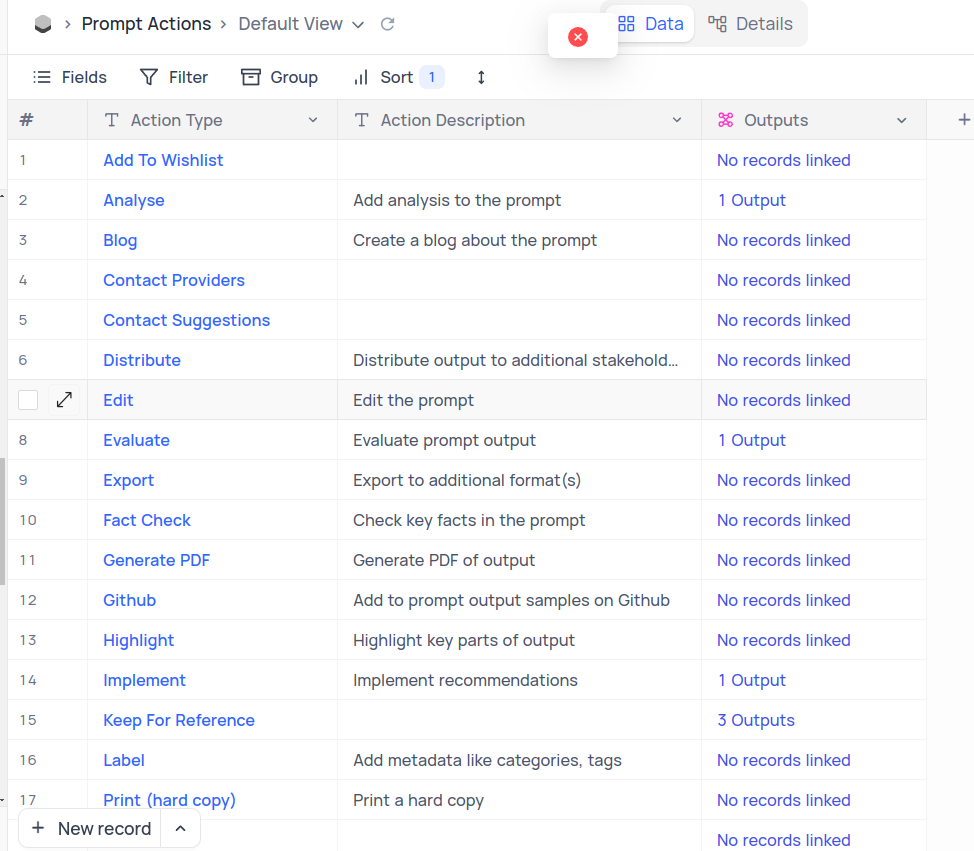 Prompt Actions Default View Data Details
Fields Filter Group Sort 1
# Action Type Action Description Outputs
1 Add To Wishlist No records linked
2 Analyse Add analysis to the prompt 1 Output
3 Blog Create a blog about the prompt No records linked
4 Contact Providers No records linked
5 Contact Suggestions No records linked
6 Distribute Distribute output to additional stakehold... No records linked
Edit Edit the prompt No records linked
8 Evaluate Evaluate prompt output 1 Output
9 Export Export to additional format(s) No records linked
10 Fact Check Check key facts in the prompt No records linked
11 Generate PDF Generate PDF of output No records linked
12 Github Add to prompt output samples on Github No records linked
13 Highlight Highlight key parts of output No records linked
14 Implement Implement recommendations 1 Output
15 Keep For Reference 3 Outputs
16 Label Add metadata like categories, tags No records linked
17 Print (hard copy) Print a hard copy No records linked
New record No records linked